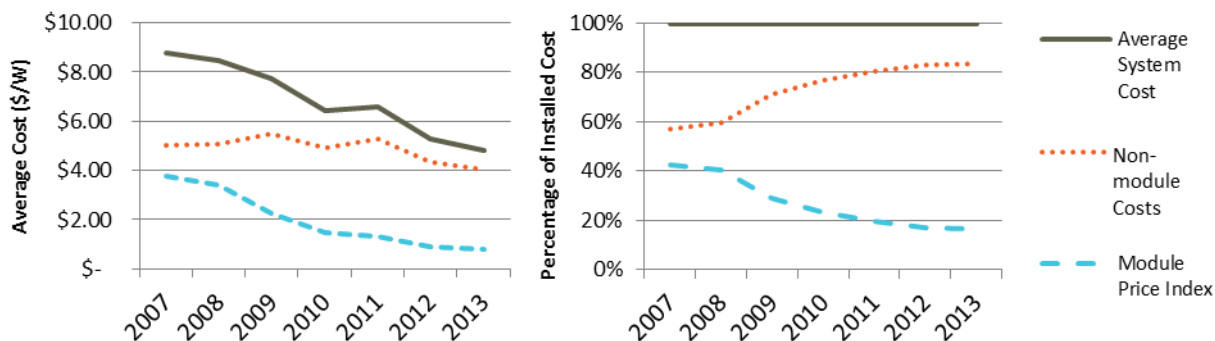 Average Cost ($/W)
$10.00
$8.00
$6.00
$4.00
$2.00
$-
2007
2008
2009
2010
2011
2012
2013
Percentage of Installed Cost
100%
80%
60%
40%
20%
0%
2007
2008
2009
2010
2011
2012
2013
Average
System
Cost
Non-
module
Costs
Module
Price Index